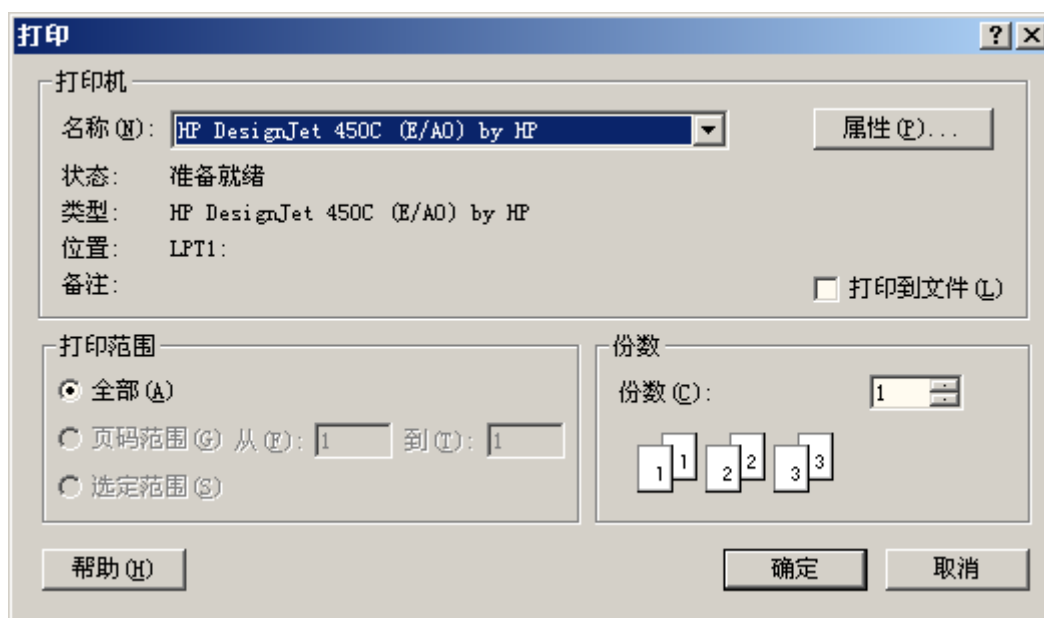 打印
打印机
名称(N): HP DesignJet 450C (E/A0) by HP 属性(P)...
状态: 准备就绪
类型: HP DesignJet 450C (E/A0) by HP
位置: LPT1:
备注:
打印到文件(L)
打印范围
全部(A)
页码范围(G) 从(F): 1 到(T): 1
选定范围(S)
份数
份数(C): 1
1 1 2 2 3 3
帮助(H) 确定 取消